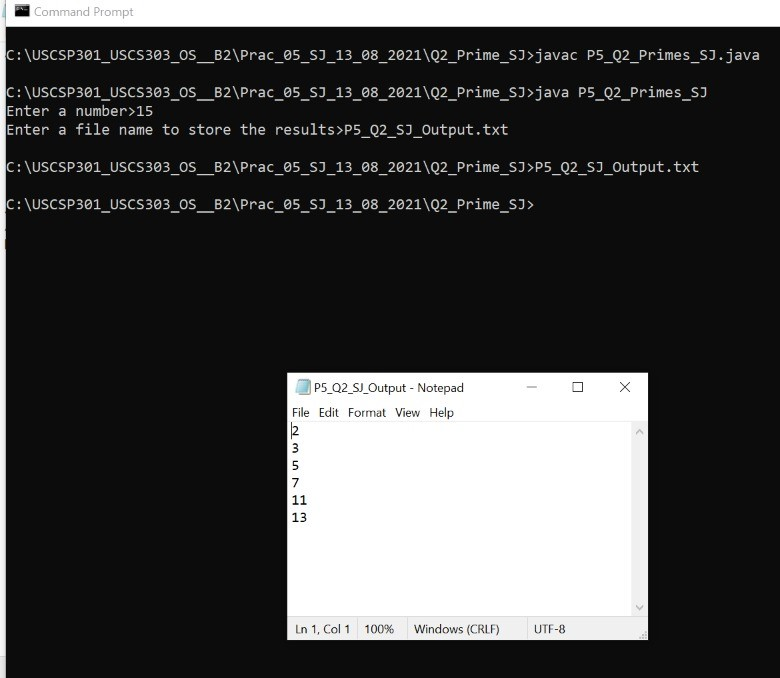 Command Prompt
C:\USCSP301_USCS303_OS__B2\Prac_05_SJ_13_08_2021\Q2_Prime_SJ>javac P5_Q2_Primes_SJ.java
C:\USCSP301_USCS303_OS__B2\Prac_05_SJ_13_08_2021\Q2_Prime_SJ>java P5_Q2_Primes_SJ
Enter a number>15
Enter a file name to store the results>P5_Q2_SJ_Output.txt
C:\USCSP301_USCS303_OS__B2\Prac_05_SJ_13_08_2021\Q2_Prime_SJ>P5_Q2_SJ_Output.txt
C:\USCSP301_USCS303_OS__B2\Prac_05_SJ_13_08_2021\Q2_Prime_SJ>
P5_Q2_SJ_Output - Notepad
File Edit Format View Help
2
3
5
7
11
13
Ln 1, Col 1 100% Windows (CRLF) UTF-8